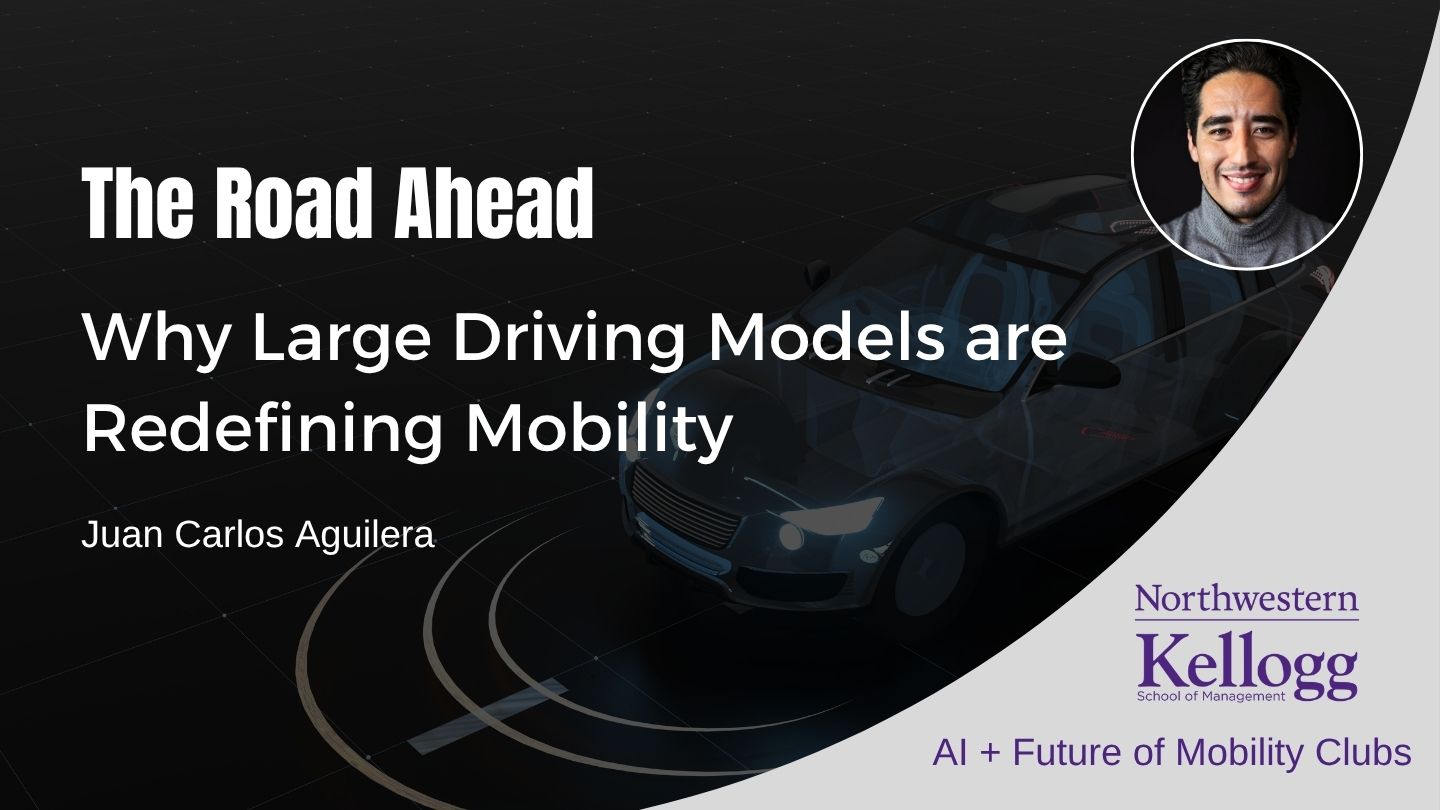 The Road Ahead
Why Large Driving Models are
Redefining Mobility
Juan Carlos Aguilera
Northwestern
Kellogg
School of Management
AI + Future of Mobility Clubs